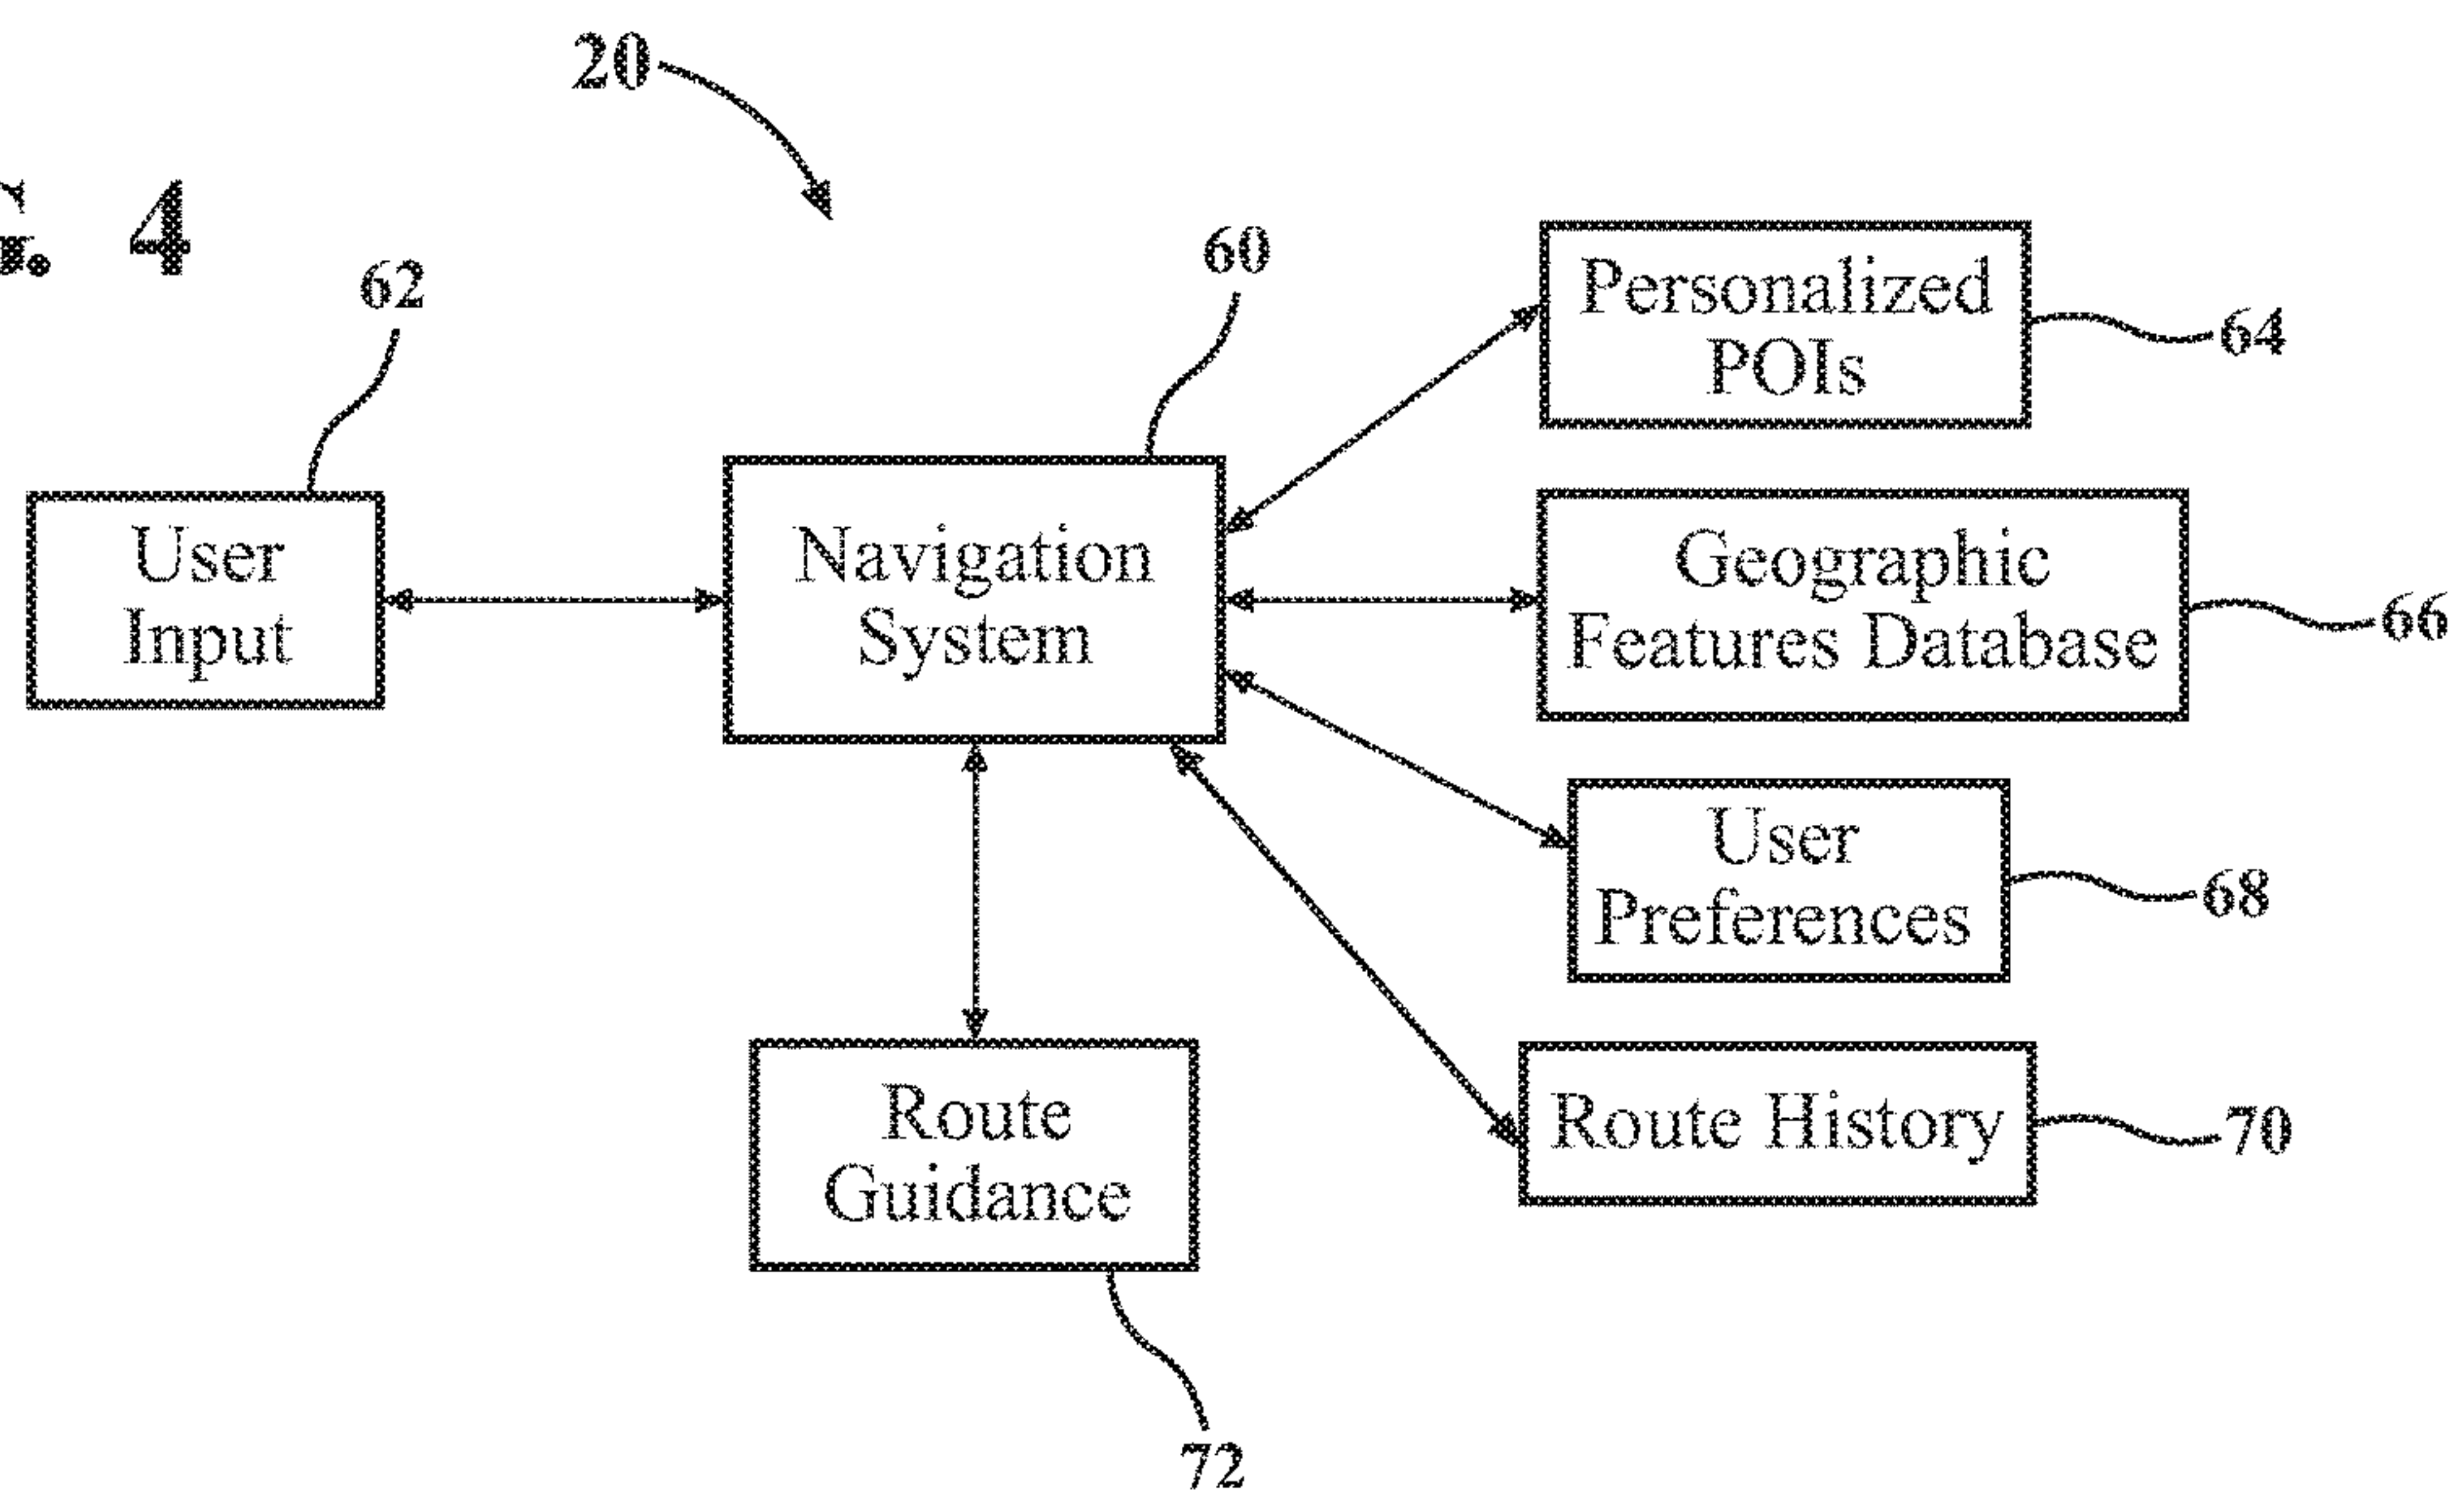 20
4
62
60
Personalized
POIs
64
User
Input
Navigation
System
Geographic
Features Database
66
User
Preferences
68
Route
Guidance
Route History
70
72